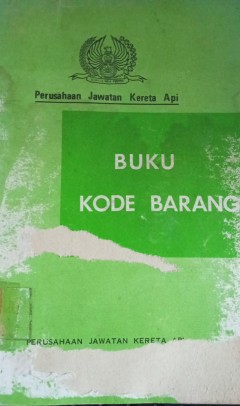 Perusahaan Jawatan Kereta Api
BUKU
KODE BARANG
PERUSAHAAN JAWATAN KERETA